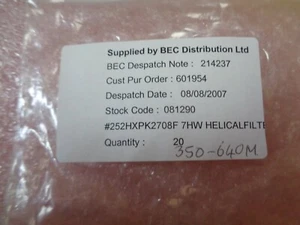 Supplied by BEC Distribution Ltd
BEC Despatch Note : 214237
Cust Pur Order : 601954
Despatch Date : 08/08/2007
Stock Code : 081290
#252HXPK2708F 7HW HELICALFILTE
Quantity : 20
350-640M